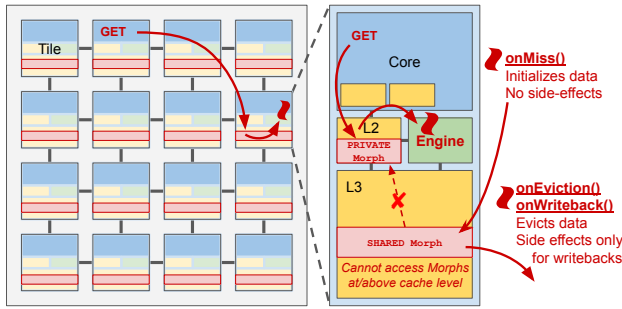 Tile
GET
GET
Core
L2
PRIVATE
Morph
Engine
L3
SHARED Morph
Cannot access Morphs
at/above cache level
onMiss()
Initializes data
No side-effects
onEviction()
onWriteback()
Evicts data
Side effects only
for writebacks